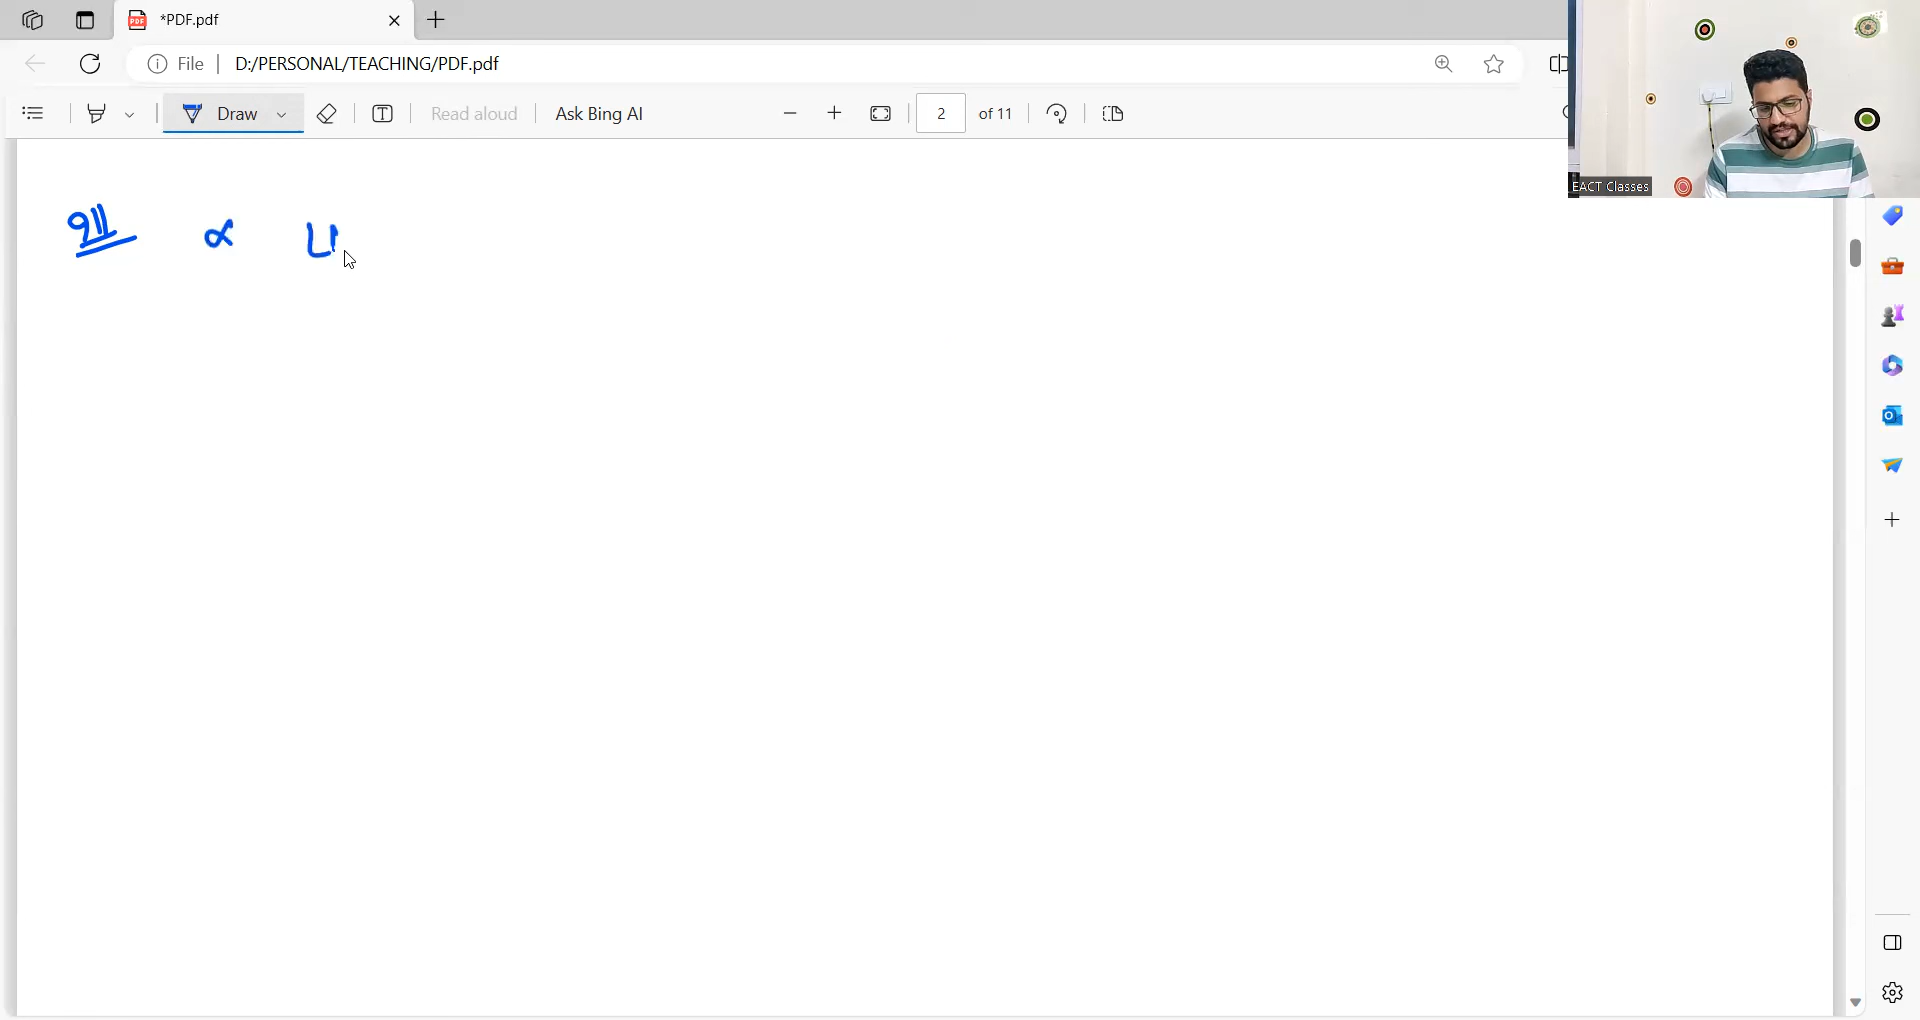 *PDF.pdf
File D:/PERSONAL/TEACHING/PDF.pdf
Draw Read aloud Ask Bing AI 2 of 11
EACT Classes
α